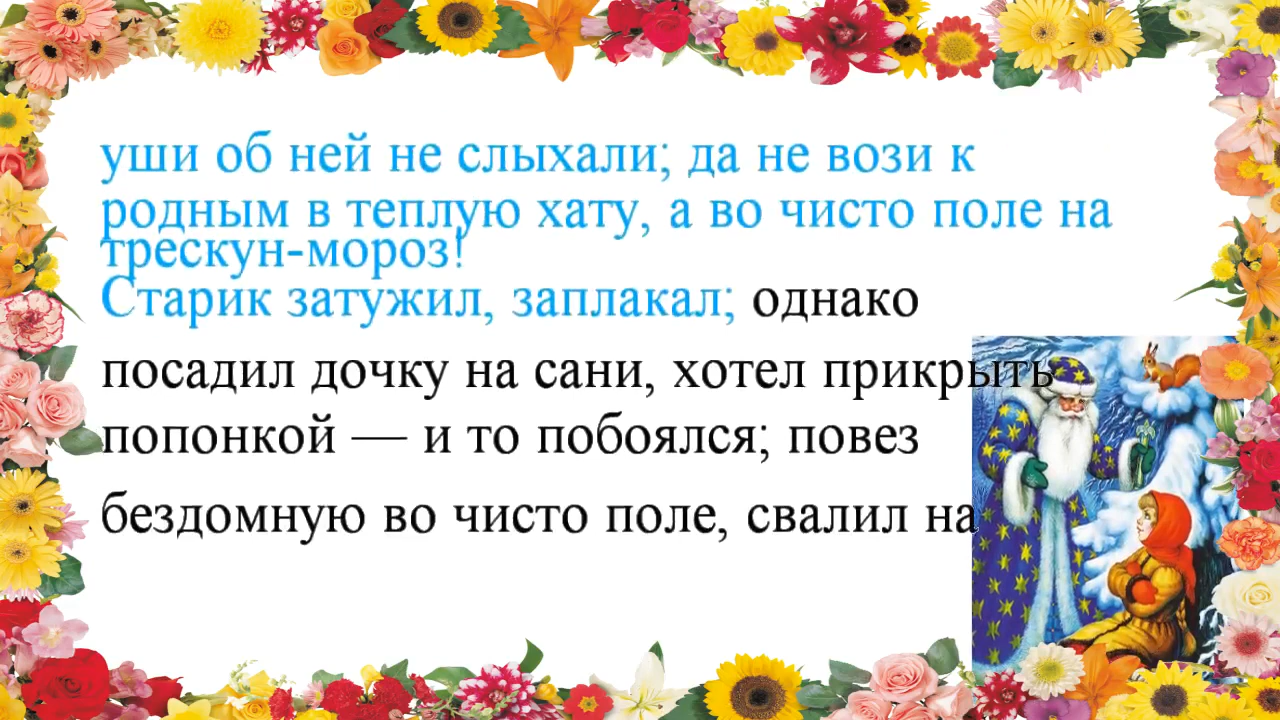 уши об ней не слыхали; да не вози к
родным в теплую хату, а во чисто поле на
трескун-мороз!
Старик затужил, заплакал; однако
посадил дочку на сани, хотел прикрыть
попонкой — и то побоялся; повез
бездомную во чисто поле, свалил на